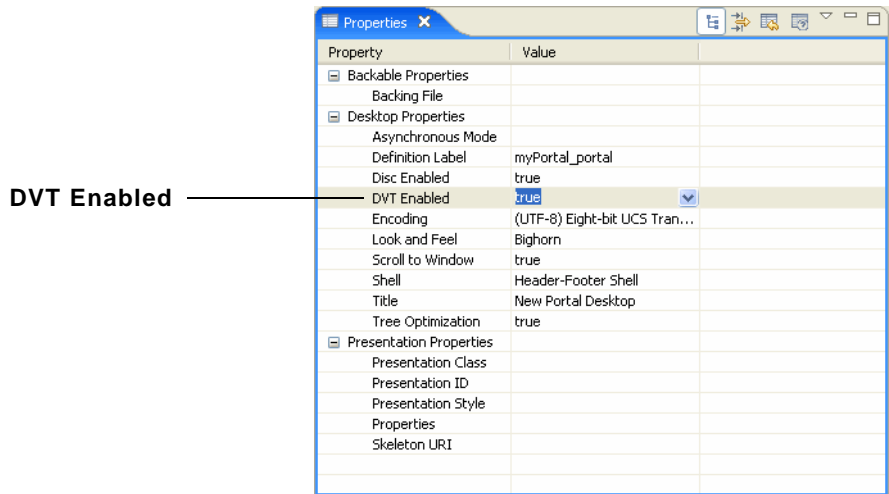 Properties
Property Value
Backable Properties
Backing File
Desktop Properties
Asynchronous Mode
Definition Label myPortal_portal
Disc Enabled true
DVT Enabled
DVT Enabled true
Encoding (UTF-8) Eight-bit UCS Tran...
Look and Feel Bighorn
Scroll to Window true
Shell Header-Footer Shell
Title New Portal Desktop
Tree Optimization true
Presentation Properties
Presentation Class
Presentation ID
Presentation Style
Properties
Skeleton URI